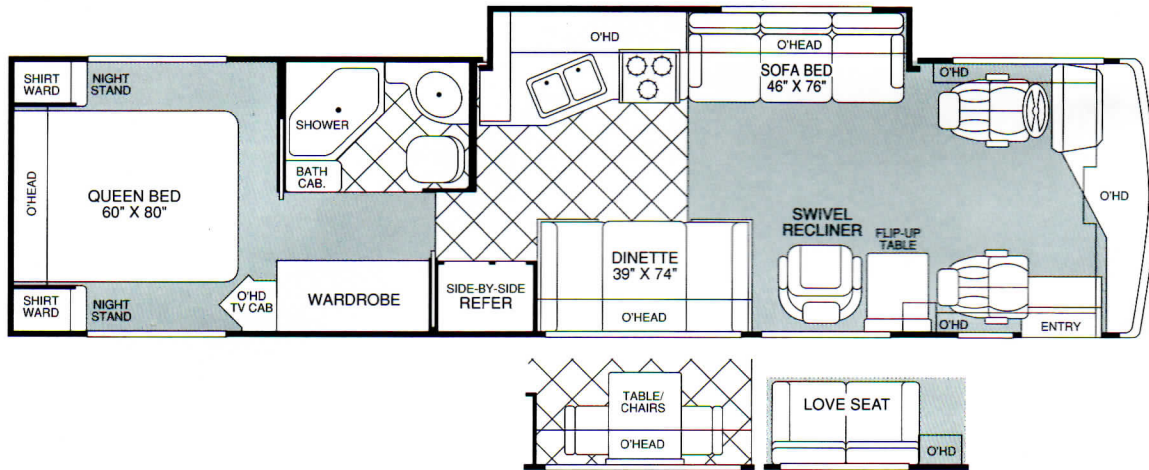 SHIRT
WARD
NIGHT
STAND
O'HEAD
QUEEN BED
60" X 80"
SHIRT
WARD
NIGHT
STAND
O'HD
TV CAB
WARDROBE
SHOWER
BATH
CAB.
SIDE-BY-SIDE
REFER
O'HD
O'HEAD
SOFA BED
46" X 76"
DINETTE
39" X 74"
O'HEAD
SWIVEL
RECLINER
FLIP-UP
TABLE
O'HD
O'HD
O'HD
ENTRY
TABLE/
CHAIRS
O'HEAD
LOVE SEAT
O'HD